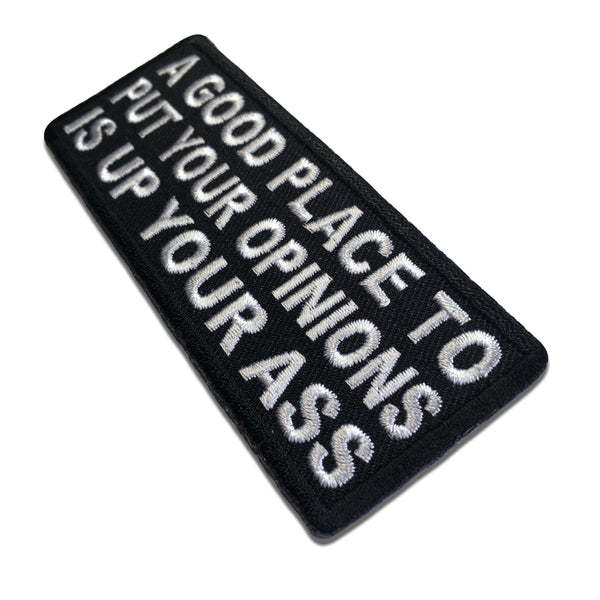 A GOOD PLACE TO
PUT YOUR OPINIONS
IS UP YOUR ASS